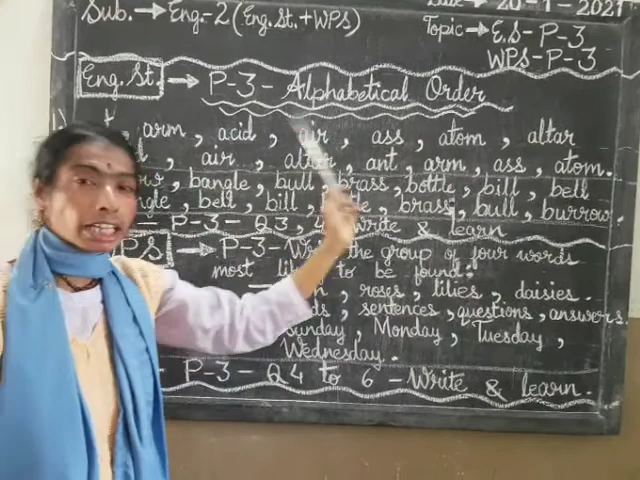 Sub. → Eng-2 (Eng. St. + WPS)
Date → 20-1-2021
Topic → E.S - P-3
WPS - P-3
Eng. St. → P-3 - Alphabetical Order
arm, acid, air, ass, atom, altar
, air, altar, ant, arm, ass, atom.
, bangle, bull, brass, bottle, bill, bell
bell, bill, brass, bull, burrow.
P-3 - Q3, Write & learn
PS → P-3 - the group of four words
most to be found:
, roses, lilies, daisies.
, sentences, questions, answers.
Sunday, Monday, Tuesday,
Wednesday.
- P-3 - Q4 to 6 - Write & learn.